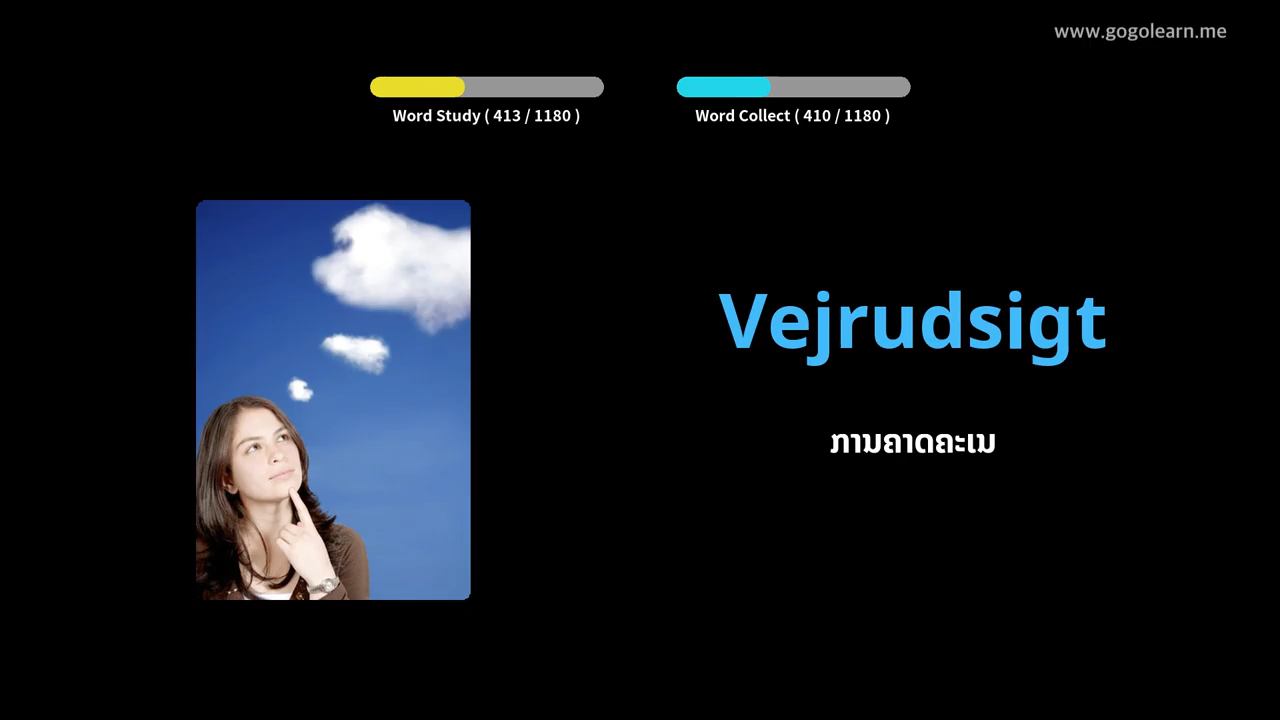 www.gogolearn.me
Word Study ( 413 / 1180 )
Word Collect ( 410 / 1180 )
Vejrudsigt
ການຄາດຄະເນ